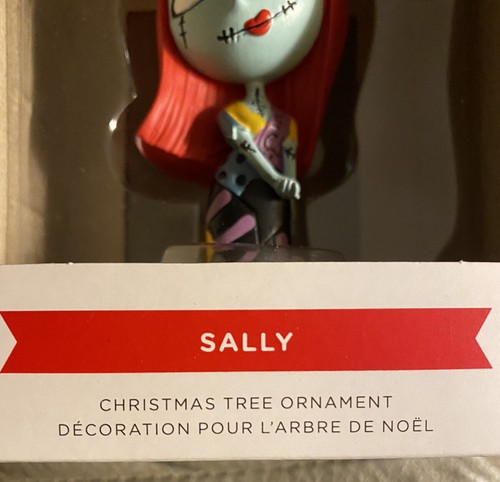 SALLY
CHRISTMAS TREE ORNAMENT
DÉCORATION POUR L'ARBRE DE NOËL